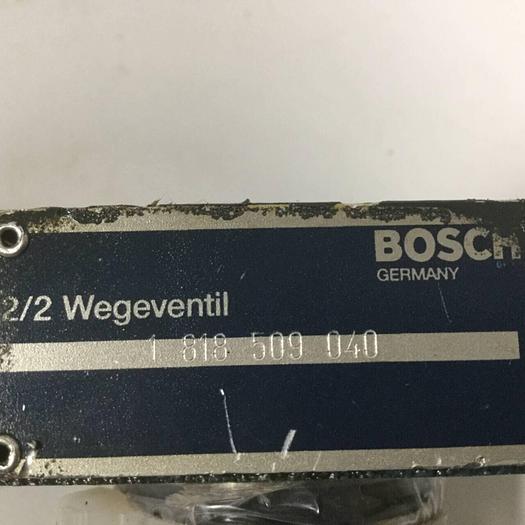 BOSCH
GERMANY
2/2 Wegeventil
1 818 509 040